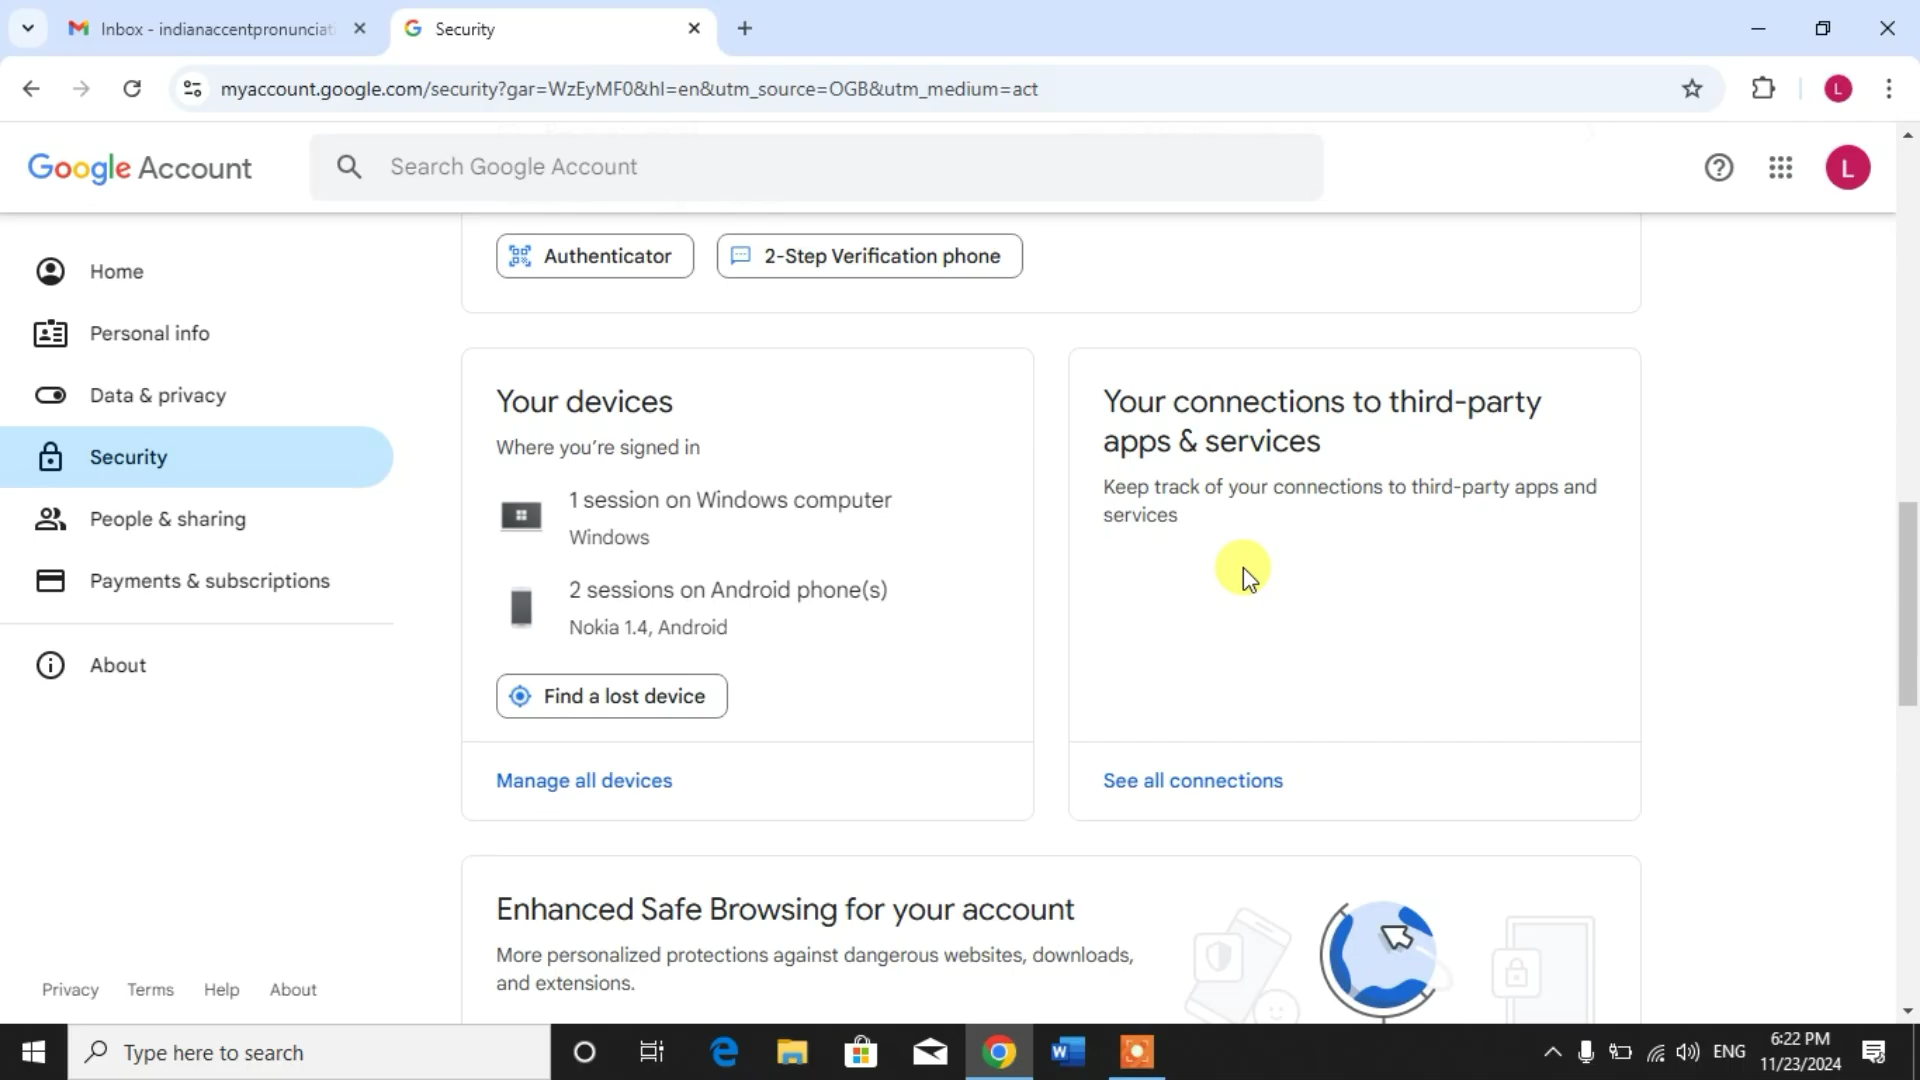 Inbox - indianaccentpronunciati
Security
myaccount.google.com/security?gar=WzEyMF0&hl=en&utm_source=OGB&utm_medium=act
L
Google Account
Search Google Account
L
Home
Personal info
Data & privacy
Security
People & sharing
Payments & subscriptions
About
Privacy Terms Help About
Authenticator
2-Step Verification phone
Your devices
Where you're signed in
1 session on Windows computer
Windows
2 sessions on Android phone(s)
Nokia 1.4, Android
Find a lost device
Manage all devices
Your connections to third-party
apps & services
Keep track of your connections to third-party apps and
services
See all connections
Enhanced Safe Browsing for your account
More personalized protections against dangerous websites, downloads,
and extensions.
Type here to search
ENG
6:22 PM
11/23/2024